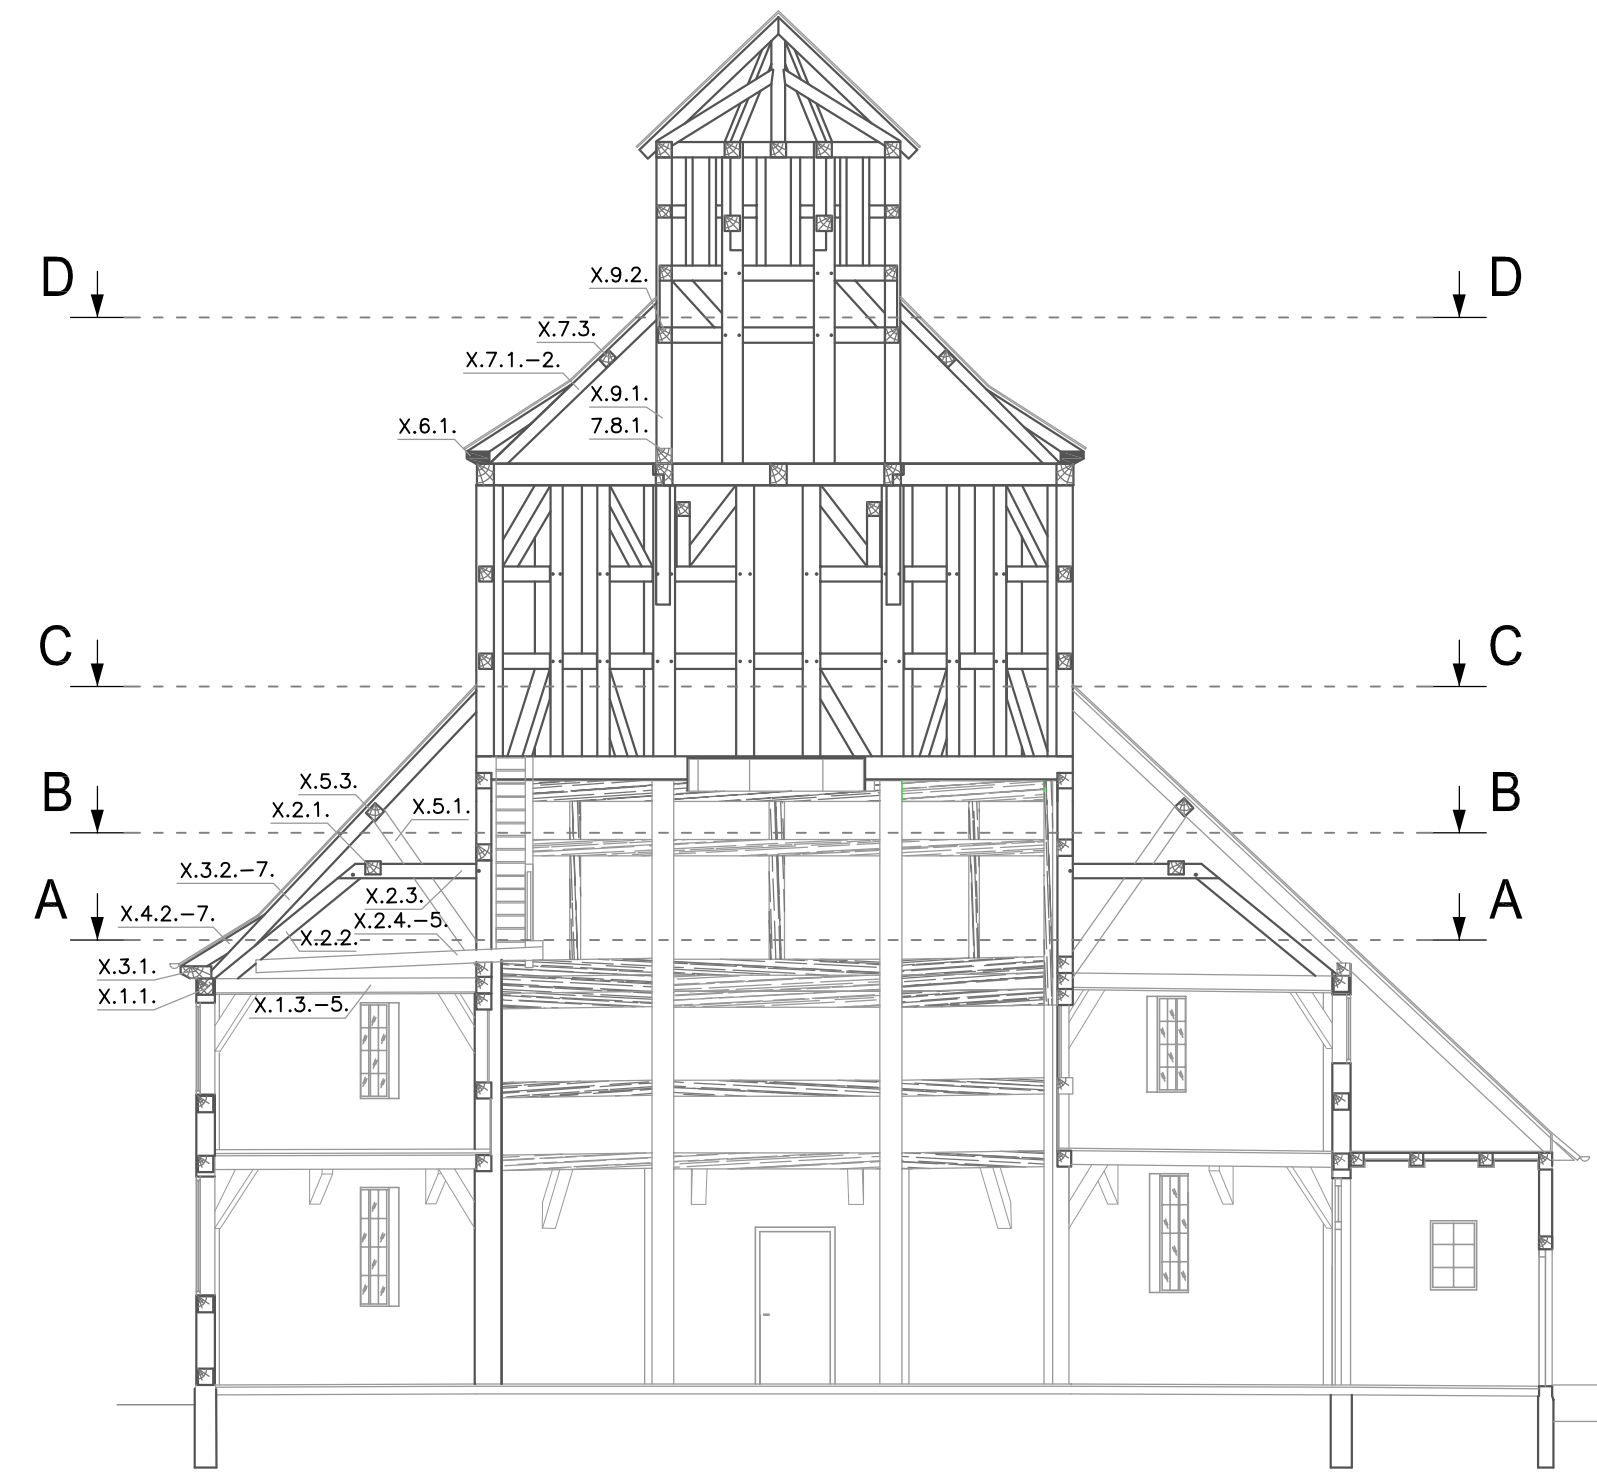 D D
X.9.2.
X.7.3.
X.7.1.-2.
X.9.1.
X.6.1.
7.8.1.
C C
X.5.3.
B B
X.2.1.
X.5.1.
X.3.2.-7.
X.2.3.
A A
X.4.2.-7.
X.2.4.-5.
X.2.2.
X.3.1.
X.1.1.
X.1.3.-5.